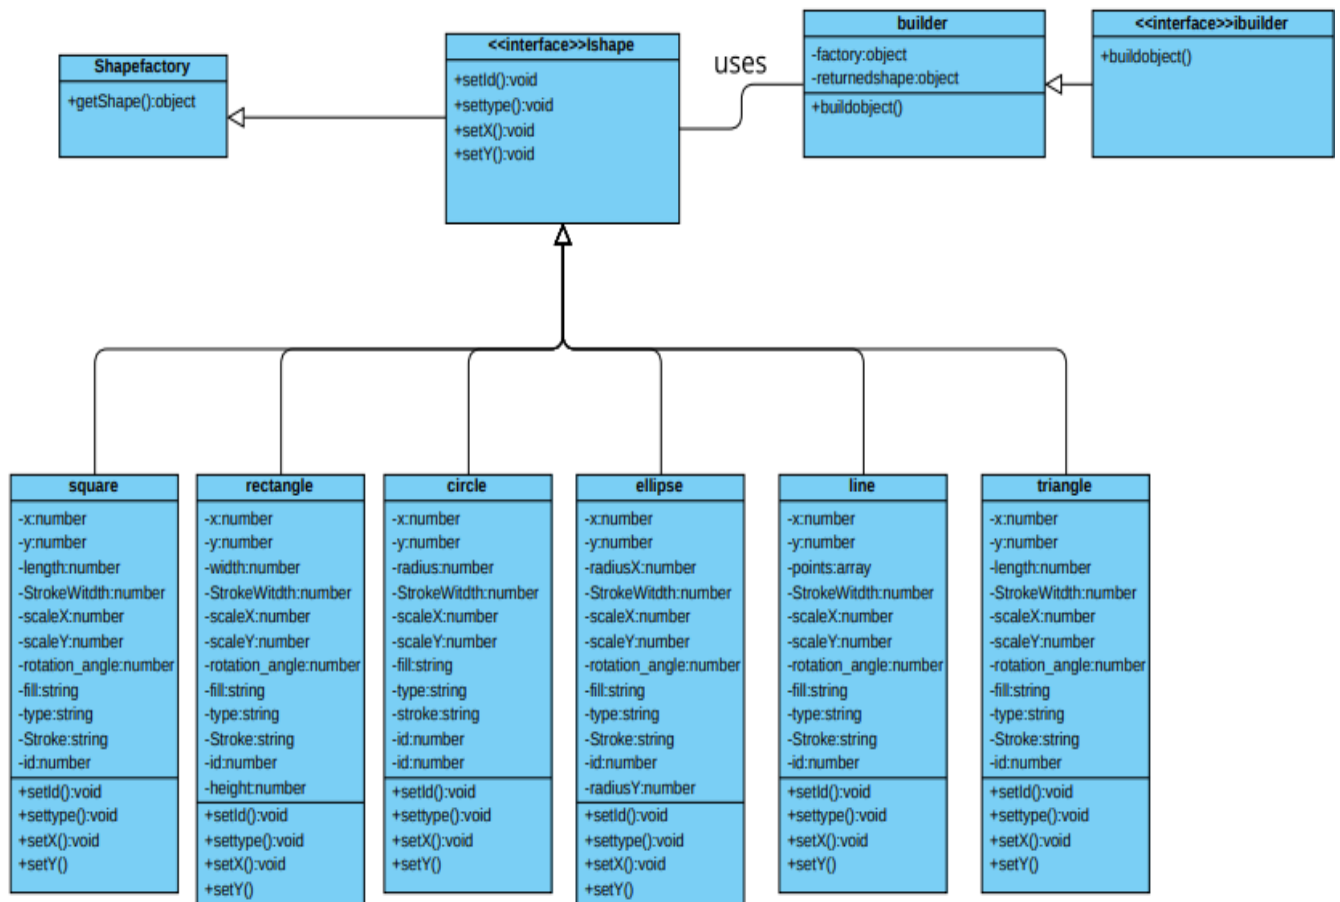 Shapefactory
+getShape():object
<<interface>>Ishape
+setId():void
+settype():void
+setX():void
+setY():void
uses
builder
-factory:object
-returnedshape:object
+buildobject()
<<interface>>ibuilder
+buildobject()
square
-x:number
-y:number
-length:number
-StrokeWitdth:number
-scaleX:number
-scaleY:number
-rotation_angle:number
-fill:string
-type:string
-Stroke:string
-id:number
+setId():void
+settype():void
+setX():void
+setY()
rectangle
-x:number
-y:number
-width:number
-StrokeWitdth:number
-scaleX:number
-scaleY:number
-rotation_angle:number
-fill:string
-type:string
-Stroke:string
-id:number
-height:number
+setId():void
+settype():void
+setX():void
+setY()
circle
-x:number
-y:number
-radius:number
-StrokeWitdth:number
-scaleX:number
-scaleY:number
-fill:string
-type:string
-stroke:string
-id:number
-id:number
+setId():void
+settype():void
+setX():void
+setY()
ellipse
-x:number
-y:number
-radiusX:number
-StrokeWitdth:number
-scaleX:number
-scaleY:number
-rotation_angle:number
-fill:string
-type:string
-Stroke:string
-id:number
-radiusY:number
+setId():void
+settype():void
+setX():void
+setY()
line
-x:number
-y:number
-points:array
-StrokeWitdth:number
-scaleX:number
-scaleY:number
-rotation_angle:number
-fill:string
-type:string
-Stroke:string
-id:number
+setId():void
+settype():void
+setX():void
+setY()
triangle
-x:number
-y:number
-length:number
-StrokeWitdth:number
-scaleX:number
-scaleY:number
-rotation_angle:number
-fill:string
-type:string
-Stroke:string
-id:number
+setId():void
+settype():void
+setX():void
+setY()